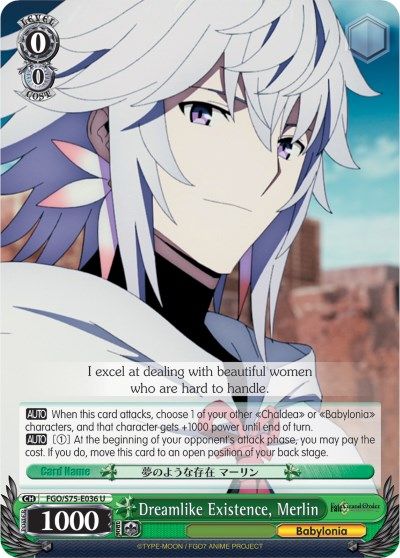 LEVEL
0
0
COST
I excel at dealing with beautiful women
who are hard to handle.
AUTO When this card attacks, choose 1 of your other «Chaldea» or «Babylonia»
characters, and that character gets +1000 power until end of turn.
AUTO [①] At the beginning of your opponent's attack phase, you may pay the
cost. If you do, move this card to an open position of your back stage.
Card Name 夢のような存在 マーリン
CH FGO/S75-E036 U
POWER 1000 Dreamlike Existence, Merlin Fate/Grand Order
Babylonia
©TYPE-MOON / FGO7 ANIME PROJECT